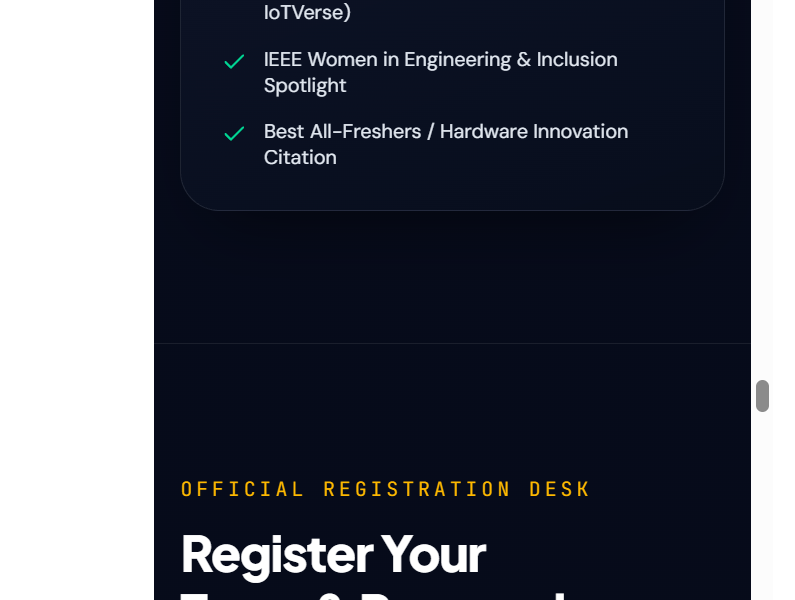 IoTVerse)
IEEE Women in Engineering & Inclusion
Spotlight
Best All-Freshers / Hardware Innovation
Citation
OFFICIAL REGISTRATION DESK
Register Your